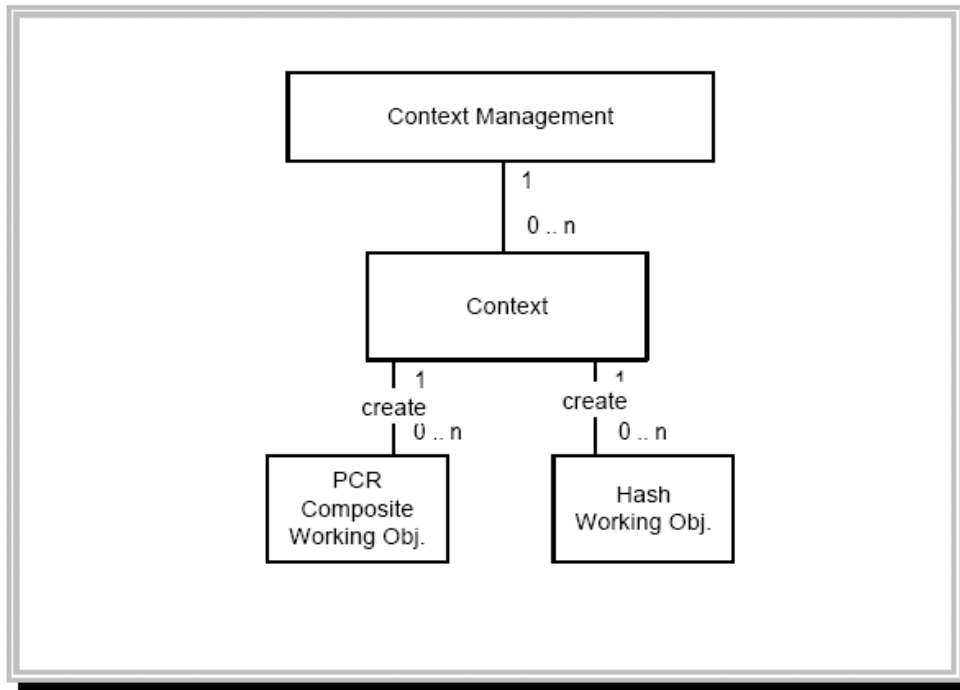 Context Management
1
0 .. n
Context
1
1
create
create
0 .. n
0 .. n
PCR
Composite
Working Obj.
Hash
Working Obj.